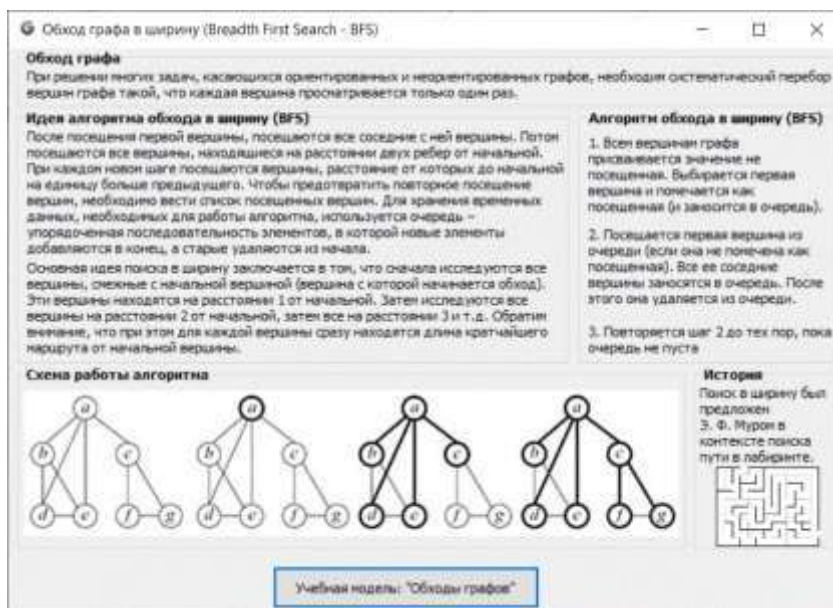 Обход графа в ширину (Breadth First Search - BFS)
Обход графа
При решении многих задач, касающихся ориентированных и неориентированных графов, необходим систематический перебор
вершин графа такой, что каждая вершина просматривается только один раз.
Идея алгоритма обхода в ширину (BFS)
После посещения первой вершины, посещаются все соседние с ней вершины. Потом
посещаются все вершины, находящиеся на расстоянии двух ребер от начальной.
При каждом новом шаге посещаются вершины, расстояние от которых до начальной
на единицу больше предыдущего. Чтобы предотвратить повторное посещение
вершин, необходимо вести список посещенных вершин. Для хранения временных
данных, необходимых для работы алгоритма, используется очередь –
упорядоченная последовательность элементов, в которой новые элементы
добавляются в конец, а старые удаляются из начала.
Основная идея поиска в ширину заключается в том, что сначала исследуются все
вершины, смежные с начальной вершиной (вершина с которой начинается обход).
Эти вершины находятся на расстоянии 1 от начальной. Затем исследуются все
вершины на расстоянии 2 от начальной, затем все на расстоянии 3 и т.д. Обратим
внимание, что при этом для каждой вершины сразу находятся длина кратчайшего
маршрута от начальной вершины.
Алгоритм обхода в ширину (BFS)
1. Всем вершинам графа
присваивается значение не
посещенная. Выбирается первая
вершина и помечается как
посещенная (и заносится в очередь).
2. Посещается первая вершина из
очереди (если она не помечена как
посещенная). Все ее соседние
вершины заносятся в очередь. После
этого она удаляется из очереди.
3. Повторяется шаг 2 до тех пор, пока
очередь не пуста
Схема работы алгоритма
a a a a
b c b c b c b c
d e f g d e f g d e f g d e f g
История
Поиск в ширину был
предложен
Э. Ф. Муром в
контексте поиска
пути в лабиринте.
Учебная модель: "Обходы графов"